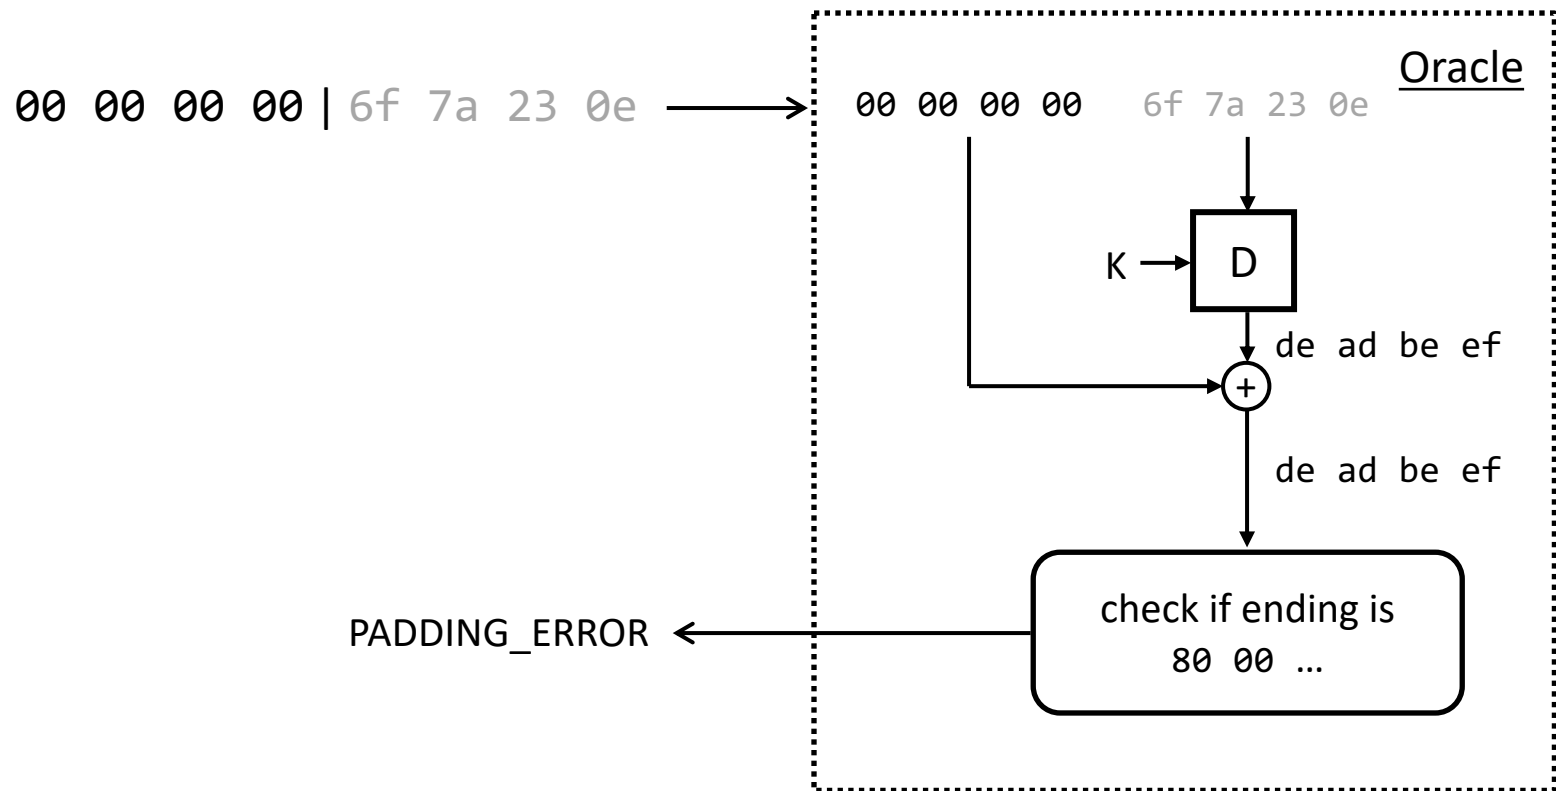 Oracle
00 00 00 00 | 6f 7a 23 0e
00 00 00 00 6f 7a 23 0e
K
D
de ad be ef
+
de ad be ef
check if ending is
80 00 …
PADDING_ERROR